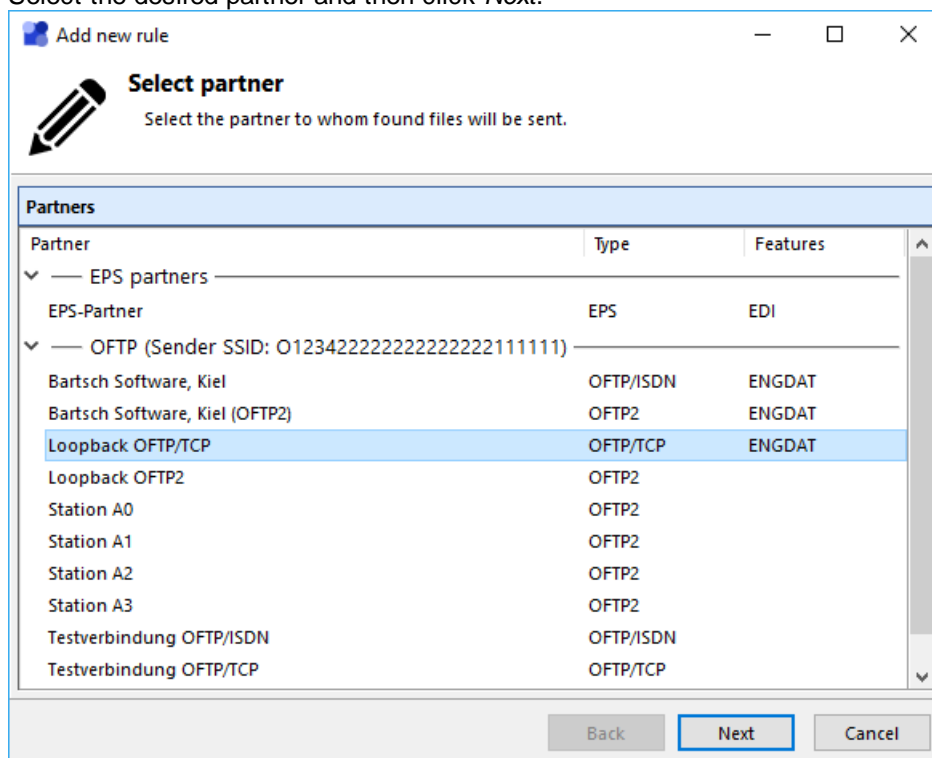 Select the desired partner and then click Next.
Add new rule
Select partner
Select the partner to whom found files will be sent.
Partners
Partner Type Features
EPS partners
EPS-Partner EPS EDI
OFTP (Sender SSID: O1234222222222222222111111)
Bartsch Software, Kiel OFTP/ISDN ENGDAT
Bartsch Software, Kiel (OFTP2) OFTP2 ENGDAT
Loopback OFTP/TCP OFTP/TCP ENGDAT
Loopback OFTP2 OFTP2
Station A0 OFTP2
Station A1 OFTP2
Station A2 OFTP2
Station A3 OFTP2
Testverbindung OFTP/ISDN OFTP/ISDN
Testverbindung OFTP/TCP OFTP/TCP
Back Next Cancel